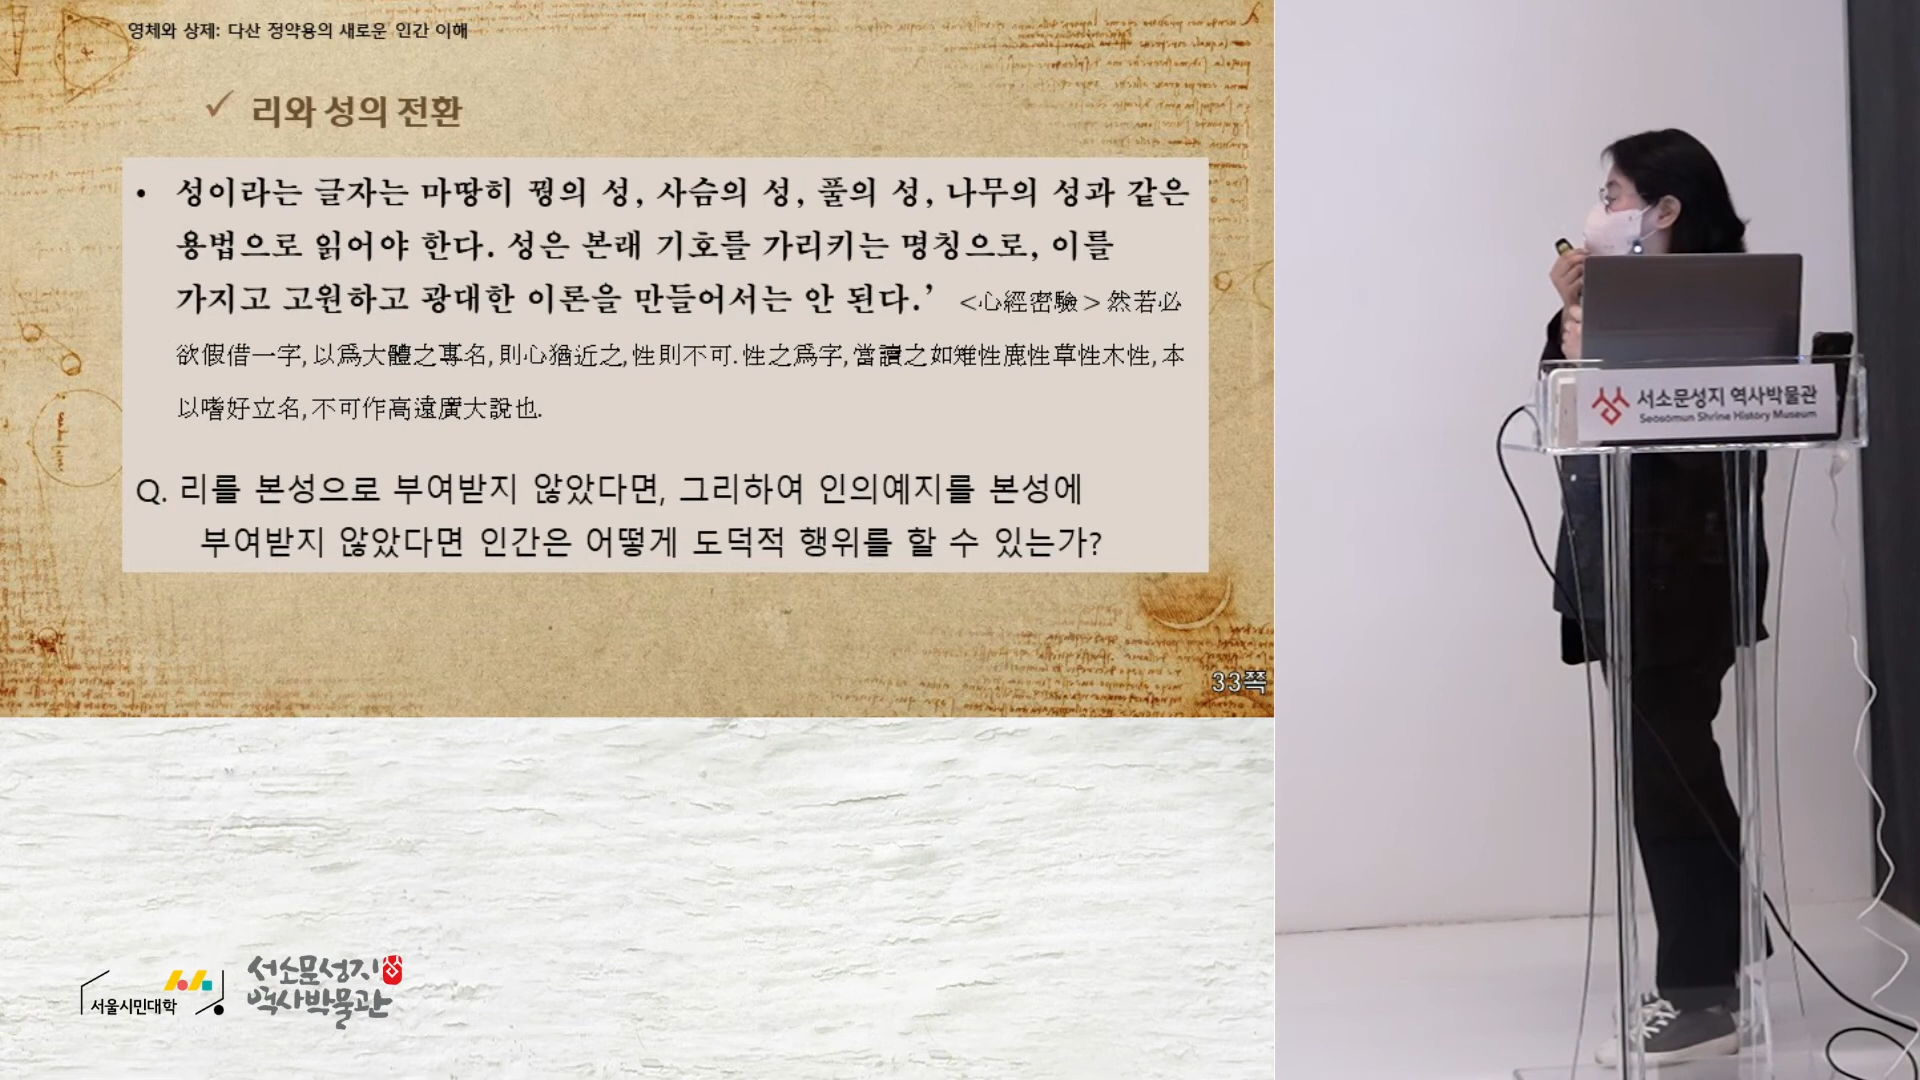 영체와 상제: 다산 정약용의 새로운 인간 이해
✓ 리와 성의 전환
• 성이라는 글자는 마땅히 꿩의 성, 사슴의 성, 풀의 성, 나무의 성과 같은
용법으로 읽어야 한다. 성은 본래 기호를 가리키는 명칭으로, 이를
가지고 고원하고 광대한 이론을 만들어서는 안 된다.’ <心經密驗> 然若必
欲假借一字, 以爲大體之專名, 則心猶近之, 性則不可. 性之爲字, 當讀之如雉性鹿性草性木性, 本
以嗜好立名, 不可作高遠廣大說也.
Q. 리를 본성으로 부여받지 않았다면, 그리하여 인의예지를 본성에
부여받지 않았다면 인간은 어떻게 도덕적 행위를 할 수 있는가?
33쪽
서소문성지 역사박물관
Seosomun Shrine History Museum
서울시민대학
서소문성지
역사박물관